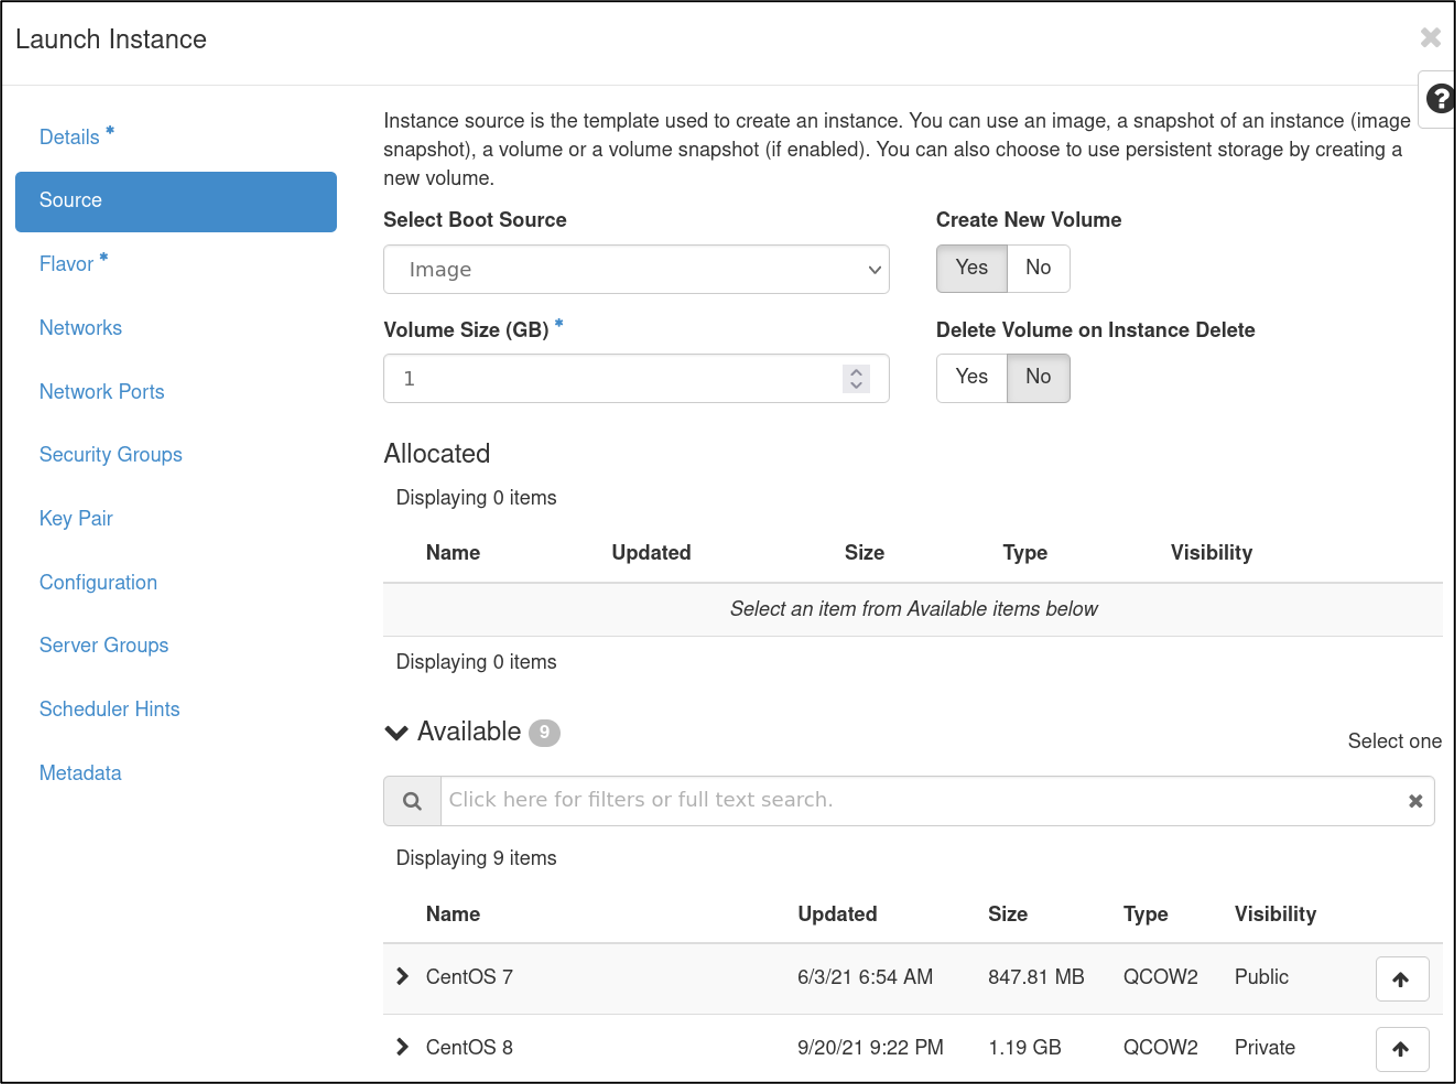 Launch Instance
Details *
Source
Flavor *
Networks
Network Ports
Security Groups
Key Pair
Configuration
Server Groups
Scheduler Hints
Metadata
Instance source is the template used to create an instance. You can use an image, a snapshot of an instance (image
snapshot), a volume or a volume snapshot (if enabled). You can also choose to use persistent storage by creating a
new volume.
Select Boot Source
Image
Create New Volume
Yes No
Volume Size (GB) *
1
Delete Volume on Instance Delete
Yes No
Allocated
Displaying 0 items
Name Updated Size Type Visibility
Select an item from Available items below
Displaying 0 items
Available 9
Select one
Click here for filters or full text search.
Displaying 9 items
Name Updated Size Type Visibility
CentOS 7 6/3/21 6:54 AM 847.81 MB QCOW2 Public
CentOS 8 9/20/21 9:22 PM 1.19 GB QCOW2 Private